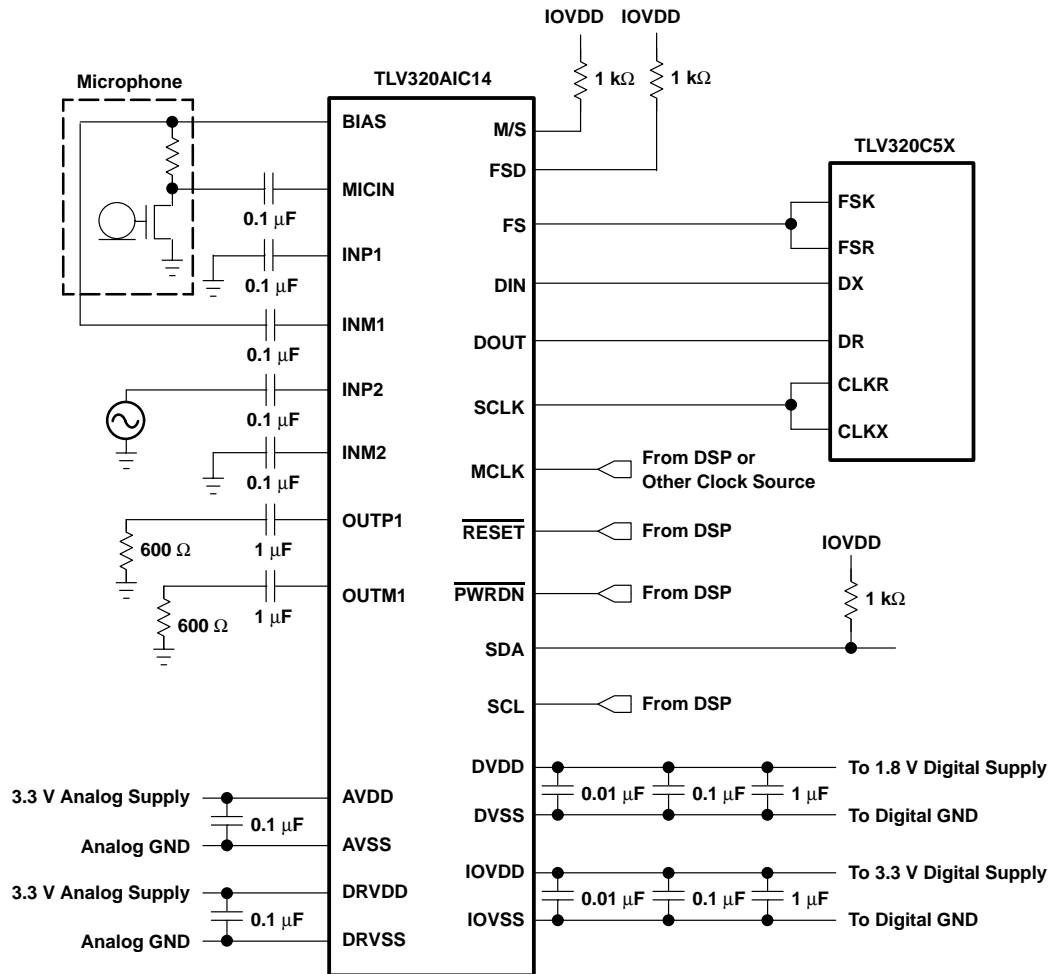 IOVDD
IOVDD
TLV320AIC14
Microphone
1 kΩ
1 kΩ
BIAS
M/S
TLV320C5X
FSD
MICIN
0.1 μF
FS
FSK
FSR
INP1
0.1 μF
DIN
DX
INM1
0.1 μF
DOUT
DR
INP2
0.1 μF
SCLK
CLKR
CLKX
INM2
0.1 μF
MCLK
From DSP or
Other Clock Source
OUTP1
600 Ω
1 μF
RESET
From DSP
IOVDD
OUTM1
600 Ω
1 μF
PWRDN
From DSP
1 kΩ
SDA
SCL
From DSP
DVDD
To 1.8 V Digital Supply
0.01 μF
0.1 μF
1 μF
3.3 V Analog Supply
AVDD
DVSS
To Digital GND
0.1 μF
Analog GND
AVSS
IOVDD
To 3.3 V Digital Supply
3.3 V Analog Supply
DRVDD
0.01 μF
0.1 μF
1 μF
0.1 μF
IOVSS
To Digital GND
Analog GND
DRVSS